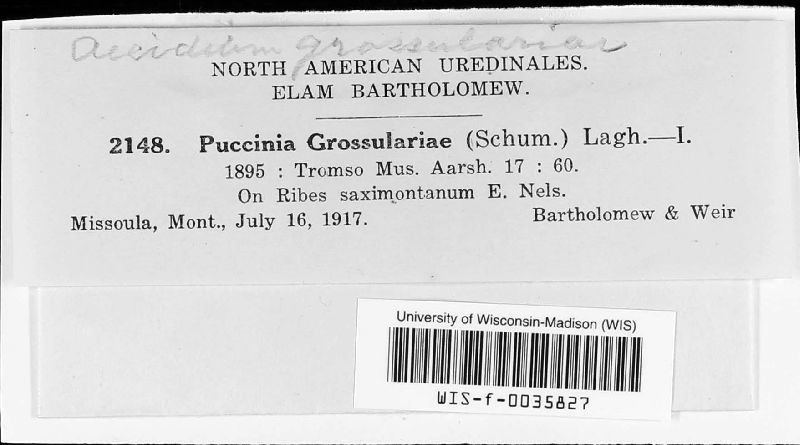 Aecidium grossulariae
NORTH AMERICAN UREDINALES.
ELAM BARTHOLOMEW.
2148. Puccinia Grossulariae (Schum.) Lagh.—I.
1895 : Tromso Mus. Aarsh. 17 : 60.
On Ribes saximontanum E. Nels.
Missoula, Mont., July 16, 1917. Bartholomew & Weir
University of Wisconsin-Madison (WIS)
WIS-f-0035827